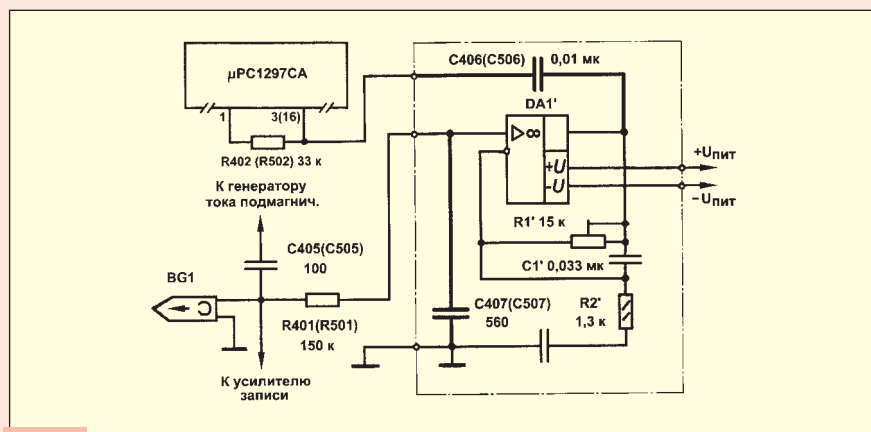 C406(C506) 0,01 мк
μPC1297CA
DA1'
1 3(16)
▷∞
R402 (R502) 33 к
+U
-U
+Uпит
−Uпит
К генератору
тока подмагнич.
R1' 15 к
C405(C505)
100
C1' 0,033 мк
BG1
C407(C507)
560
R2'
1,3 к
R401(R501)
150 к
К усилителю
записи